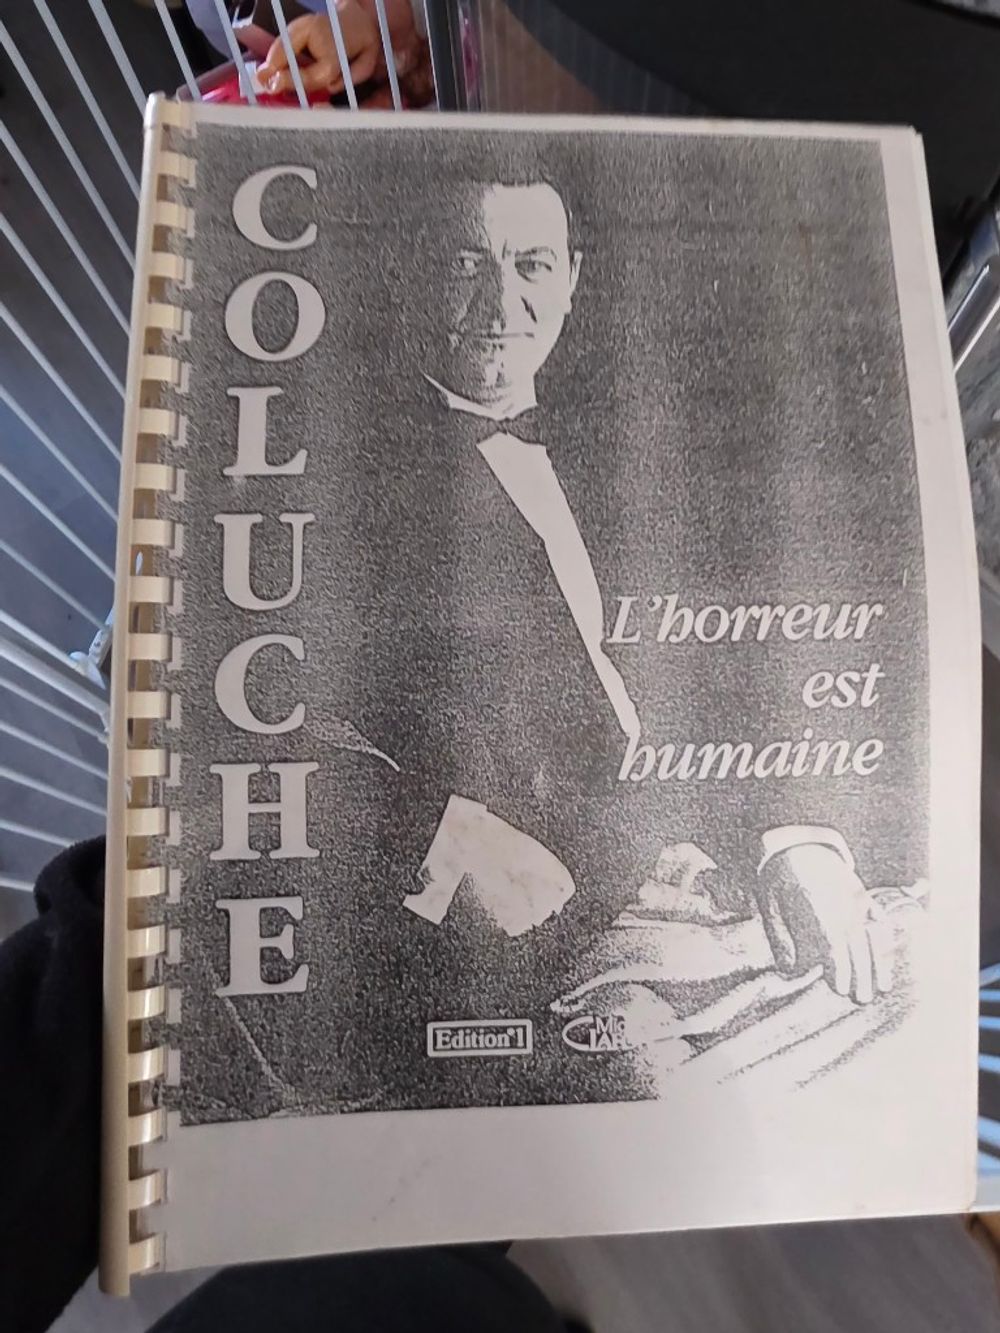 COLUCHE
L'horreur
est
humaine
Edition°1